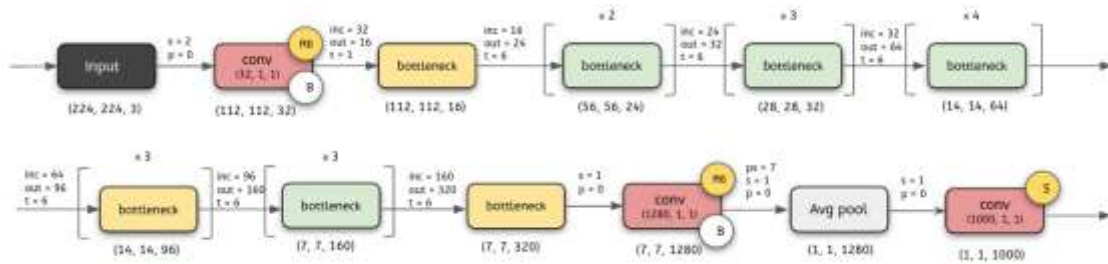 x 2
x 3
x 4
s = 2
p = 0
inc = 32
out = 16
t = 1
inc = 16
out = 24
t = 6
inc = 24
out = 32
t = 6
inc = 32
out = 64
t = 6
Input
conv
(32, 1, 1)
R6
B
bottleneck
bottleneck
bottleneck
bottleneck
(224, 224, 3)
(112, 112, 32)
(112, 112, 16)
(56, 56, 24)
(28, 28, 32)
(14, 14, 64)
x 3
x 3
inc = 64
out = 96
t = 6
inc = 96
out = 160
t = 6
inc = 160
out = 320
t = 6
s = 1
p = 0
ps = 7
s = 1
p = 0
s = 1
p = 0
bottleneck
bottleneck
bottleneck
conv
(1280, 1, 1)
R6
B
Avg pool
conv
(1000, 1, 1)
S
(14, 14, 96)
(7, 7, 160)
(7, 7, 320)
(7, 7, 1280)
(1, 1, 1280)
(1, 1, 1000)